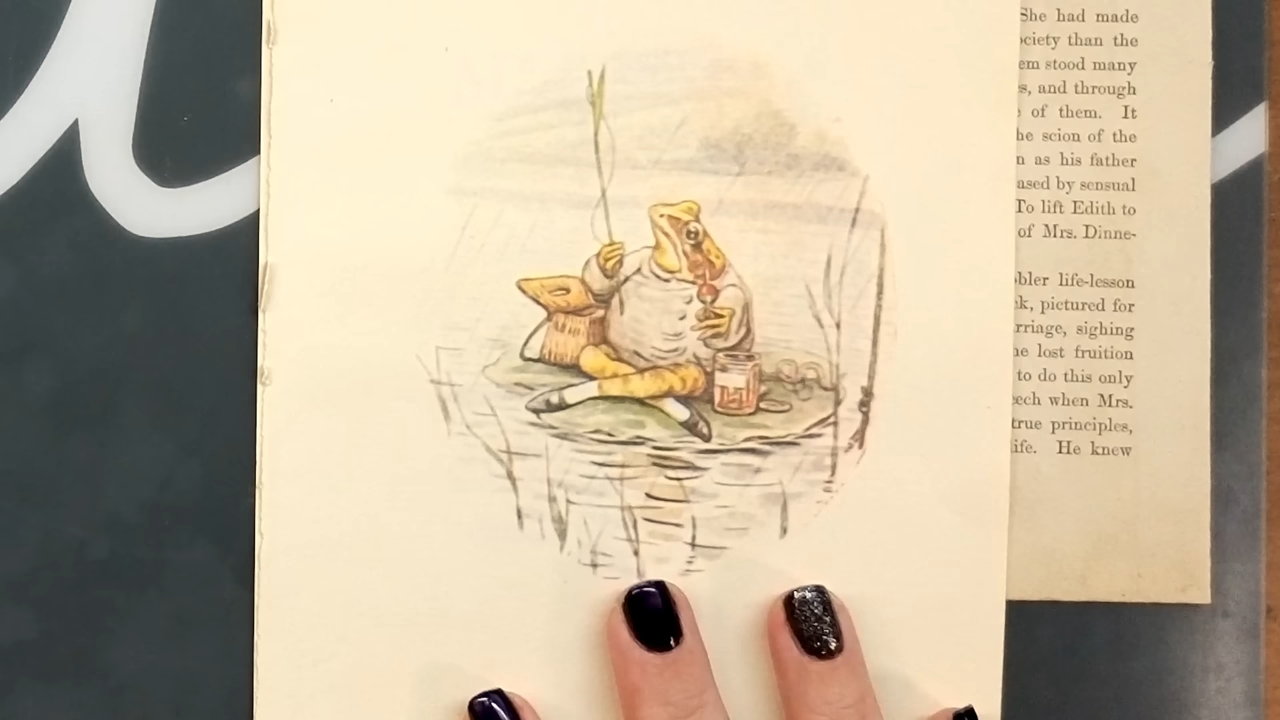 She had made
ociety than the
em stood many
s, and through
of them. It
he scion of the
n as his father
ased by sensual
To lift Edith to
of Mrs. Dinne-
bler life-lesson
k, pictured for
rriage, sighing
he lost fruition
to do this only
eech when Mrs.
true principles,
life. He knew